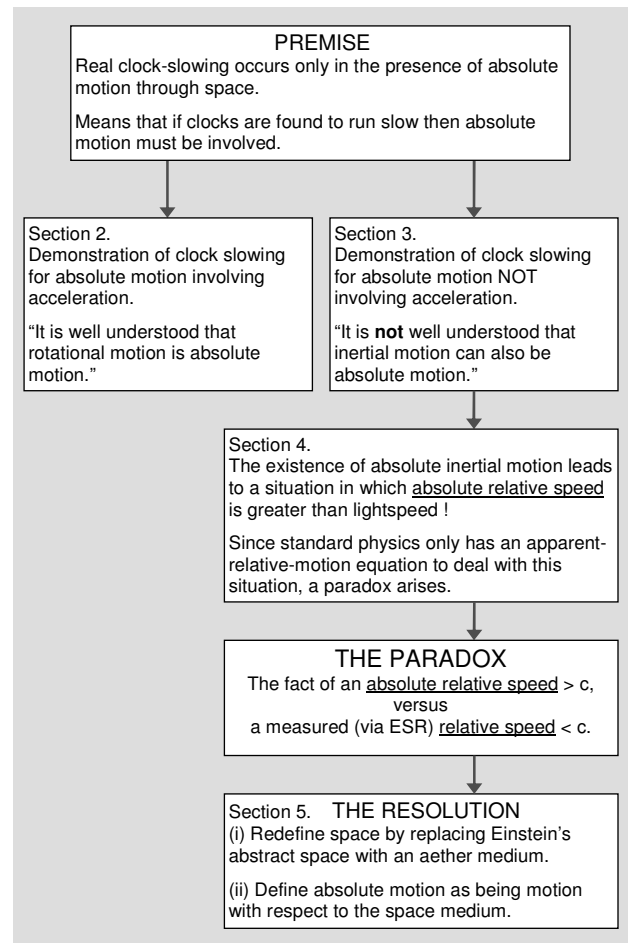 PREMISE
Real clock-slowing occurs only in the presence of absolute
motion through space.
Means that if clocks are found to run slow then absolute
motion must be involved.
Section 2.
Demonstration of clock slowing
for absolute motion involving
acceleration.
“It is well understood that
rotational motion is absolute
motion.”
Section 3.
Demonstration of clock slowing
for absolute motion NOT
involving acceleration.
“It is not well understood that
inertial motion can also be
absolute motion.”
Section 4.
The existence of absolute inertial motion leads
to a situation in which absolute relative speed
is greater than lightspeed !
Since standard physics only has an apparent-
relative-motion equation to deal with this
situation, a paradox arises.
THE PARADOX
The fact of an absolute relative speed > c,
versus
a measured (via ESR) relative speed < c.
Section 5. THE RESOLUTION
(i) Redefine space by replacing Einstein’s
abstract space with an aether medium.
(ii) Define absolute motion as being motion
with respect to the space medium.